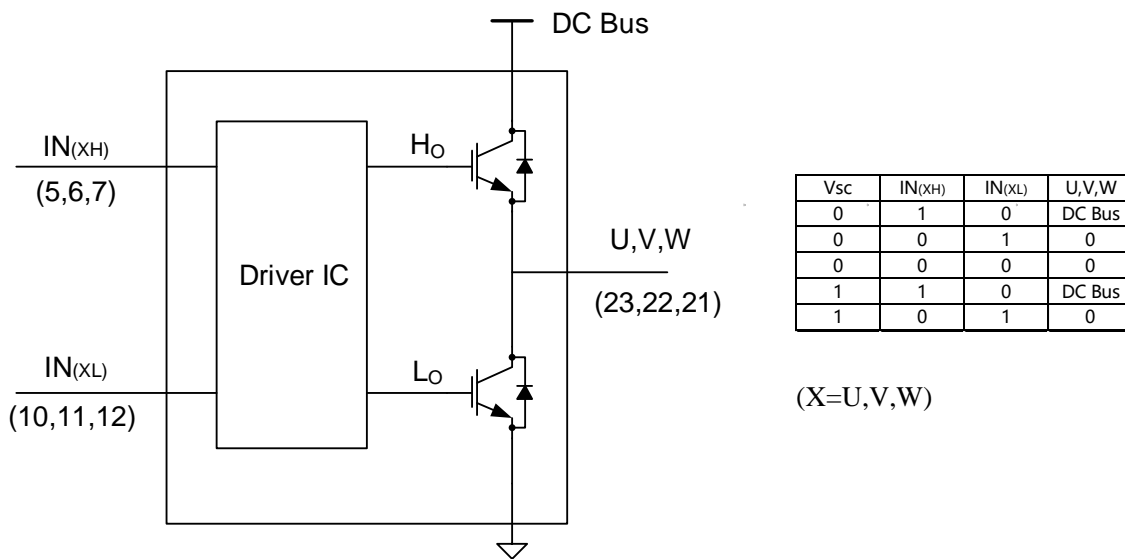 DC Bus
IN(XH)
(5,6,7)
HO
Driver IC
U,V,W
(23,22,21)
IN(XL)
(10,11,12)
LO
Vsc IN(XH) IN(XL) U,V,W
0 1 0 DC Bus
0 0 1 0
0 0 0 0
1 1 0 DC Bus
1 0 1 0
(X=U,V,W)